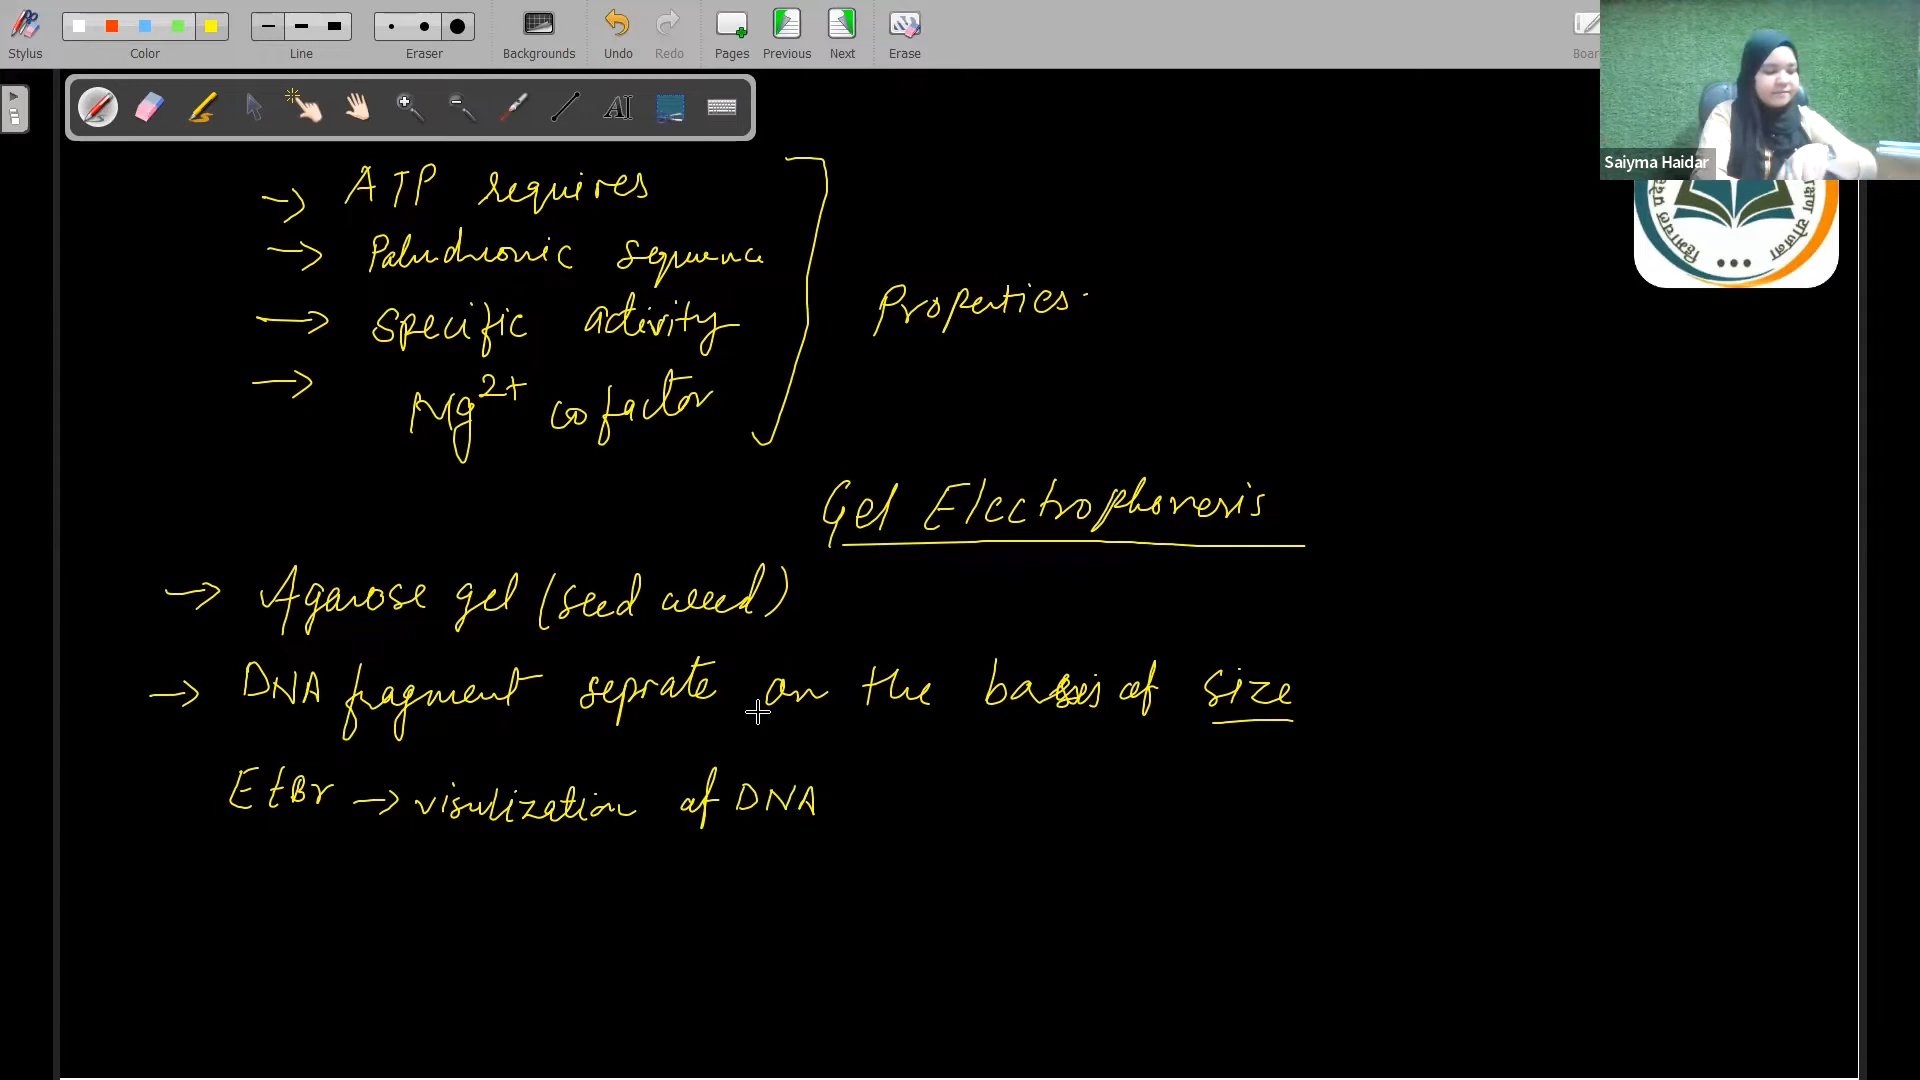 Stylus Color Line Eraser Backgrounds Undo Redo Pages Previous Next Erase Boar
Saiyma Haidar
→ ATP requires
→ Palindromic sequence
→ specific activity
→ Mg2+ cofactor
Properties.
Gel Electrophoresis
→ Agarose gel (seed weed)
→ DNA fragment seprate on the basis of size
EtBr → visulization of DNA